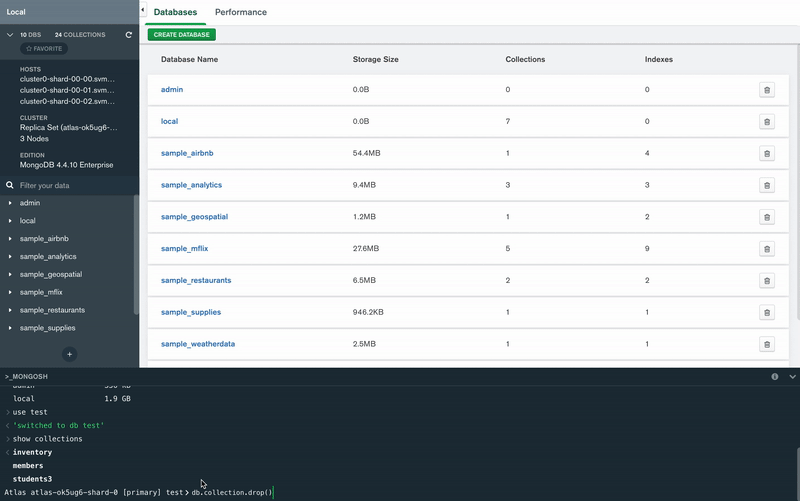 Local
10 DBS 24 COLLECTIONS
FAVORITE
HOSTS
cluster0-shard-00-00.svm...
cluster0-shard-00-01.svm...
cluster0-shard-00-02.svm...
CLUSTER
Replica Set (atlas-ok5ug6-...
3 Nodes
EDITION
MongoDB 4.4.10 Enterprise
Filter your data
admin
local
sample_airbnb
sample_analytics
sample_geospatial
sample_mflix
sample_restaurants
sample_supplies
Databases Performance
CREATE DATABASE
Database Name Storage Size Collections Indexes
admin 0.0B 0 0
local 0.0B 7 0
sample_airbnb 54.4MB 1 4
sample_analytics 9.4MB 3 3
sample_geospatial 1.2MB 1 2
sample_mflix 27.6MB 5 9
sample_restaurants 6.5MB 2 2
sample_supplies 946.2KB 1 1
sample_weatherdata 2.5MB 1 1
>_MONGOSH
local 1.9 GB
> use test
< 'switched to db test'
> show collections
< inventory
members
students3
Atlas atlas-ok5ug6-shard-0 [primary] test> db.collection.drop()